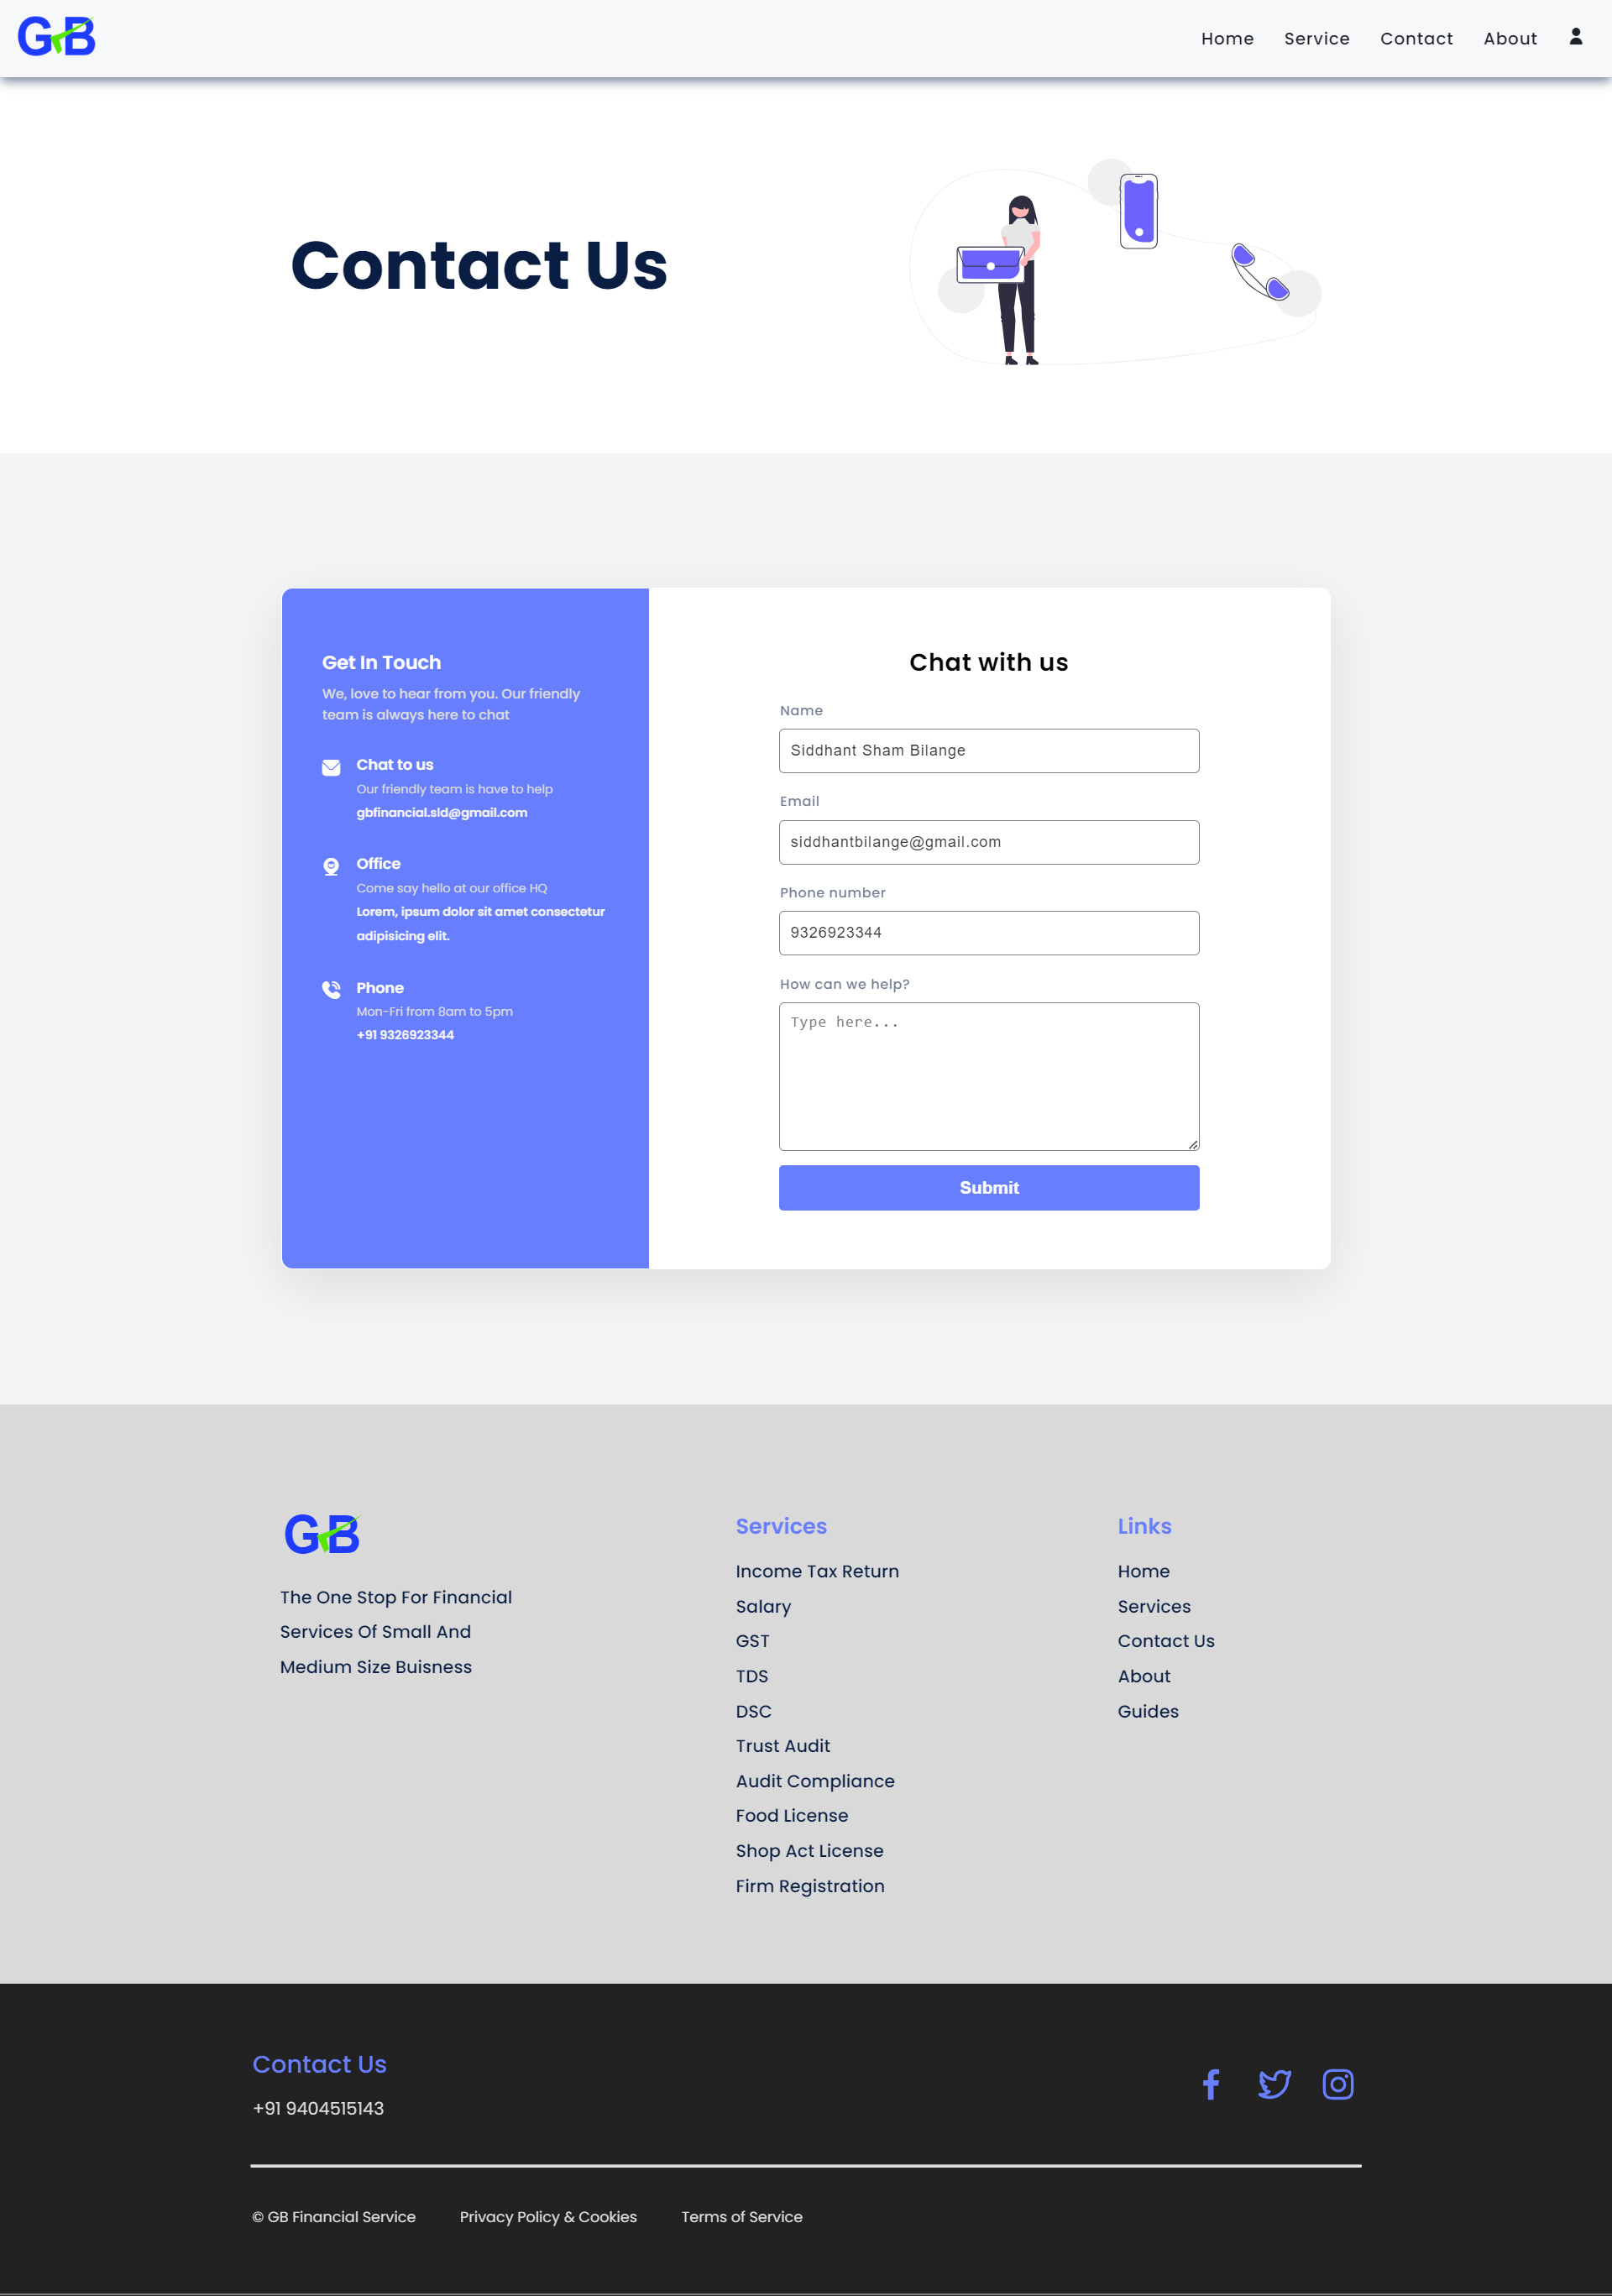 GB
Home Service Contact About
Contact Us
Get In Touch
We, love to hear from you. Our friendly
team is always here to chat
Chat to us
Our friendly team is have to help
gbfinancial.sld@gmail.com
Office
Come say hello at our office HQ
Lorem, ipsum dolor sit amet consectetur
adipisicing elit.
Phone
Mon-Fri from 8am to 5pm
+91 9326923344
Chat with us
Name
Siddhant Sham Bilange
Email
siddhantbilange@gmail.com
Phone number
9326923344
How can we help?
Type here...
Submit
GB
The One Stop For Financial
Services Of Small And
Medium Size Buisness
Services
Income Tax Return
Salary
GST
TDS
DSC
Trust Audit
Audit Compliance
Food License
Shop Act License
Firm Registration
Links
Home
Services
Contact Us
About
Guides
Contact Us
+91 9404515143
© GB Financial Service Privacy Policy & Cookies Terms of Service